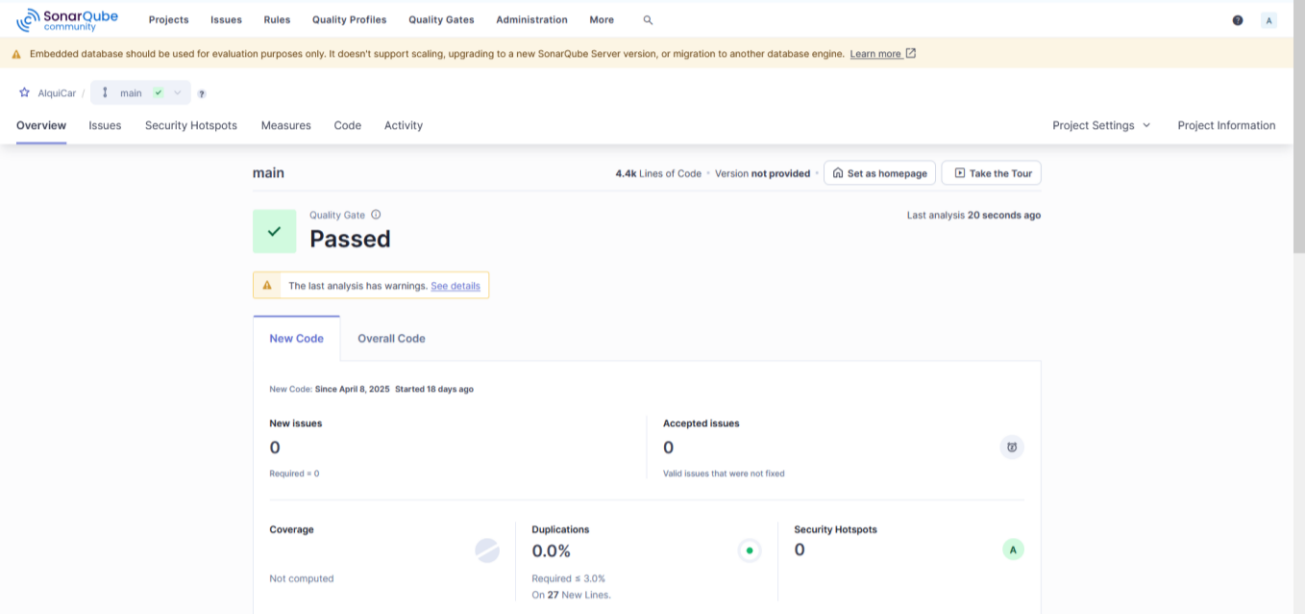 SonarQube community Projects Issues Rules Quality Profiles Quality Gates Administration More A
Embedded database should be used for evaluation purposes only. It doesn't support scaling, upgrading to a new SonarQube Server version, or migration to another database engine. Learn more
AlquiCar / main ?
Overview Issues Security Hotspots Measures Code Activity Project Settings Project Information
main 4.4k Lines of Code • Version not provided • Set as homepage Take the Tour
Quality Gate Last analysis 20 seconds ago
Passed
The last analysis has warnings. See details
New Code Overall Code
New Code: Since April 8, 2025 Started 18 days ago
New issues Accepted issues
0 0
Required = 0 Valid issues that were not fixed
Coverage Duplications Security Hotspots
0.0% 0 A
Not computed Required ≤ 3.0%
On 27 New Lines.